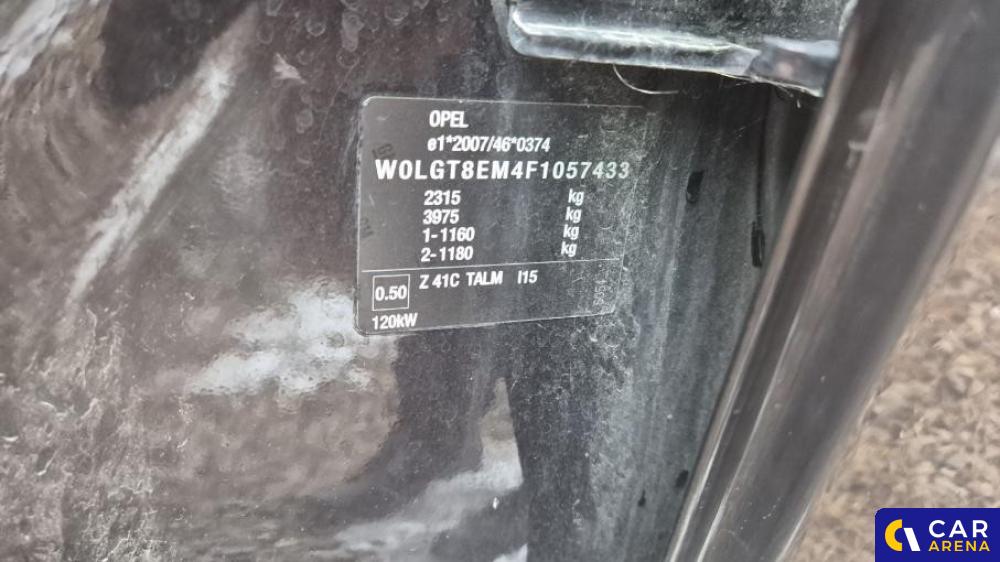 OPEL
e1*2007/46*0374
W0LGT8EM4F1057433
2315 kg
3975 kg
1-1160 kg
2-1180 kg
0.50 Z 41C TALM I15
120kW
CAR
ARENA